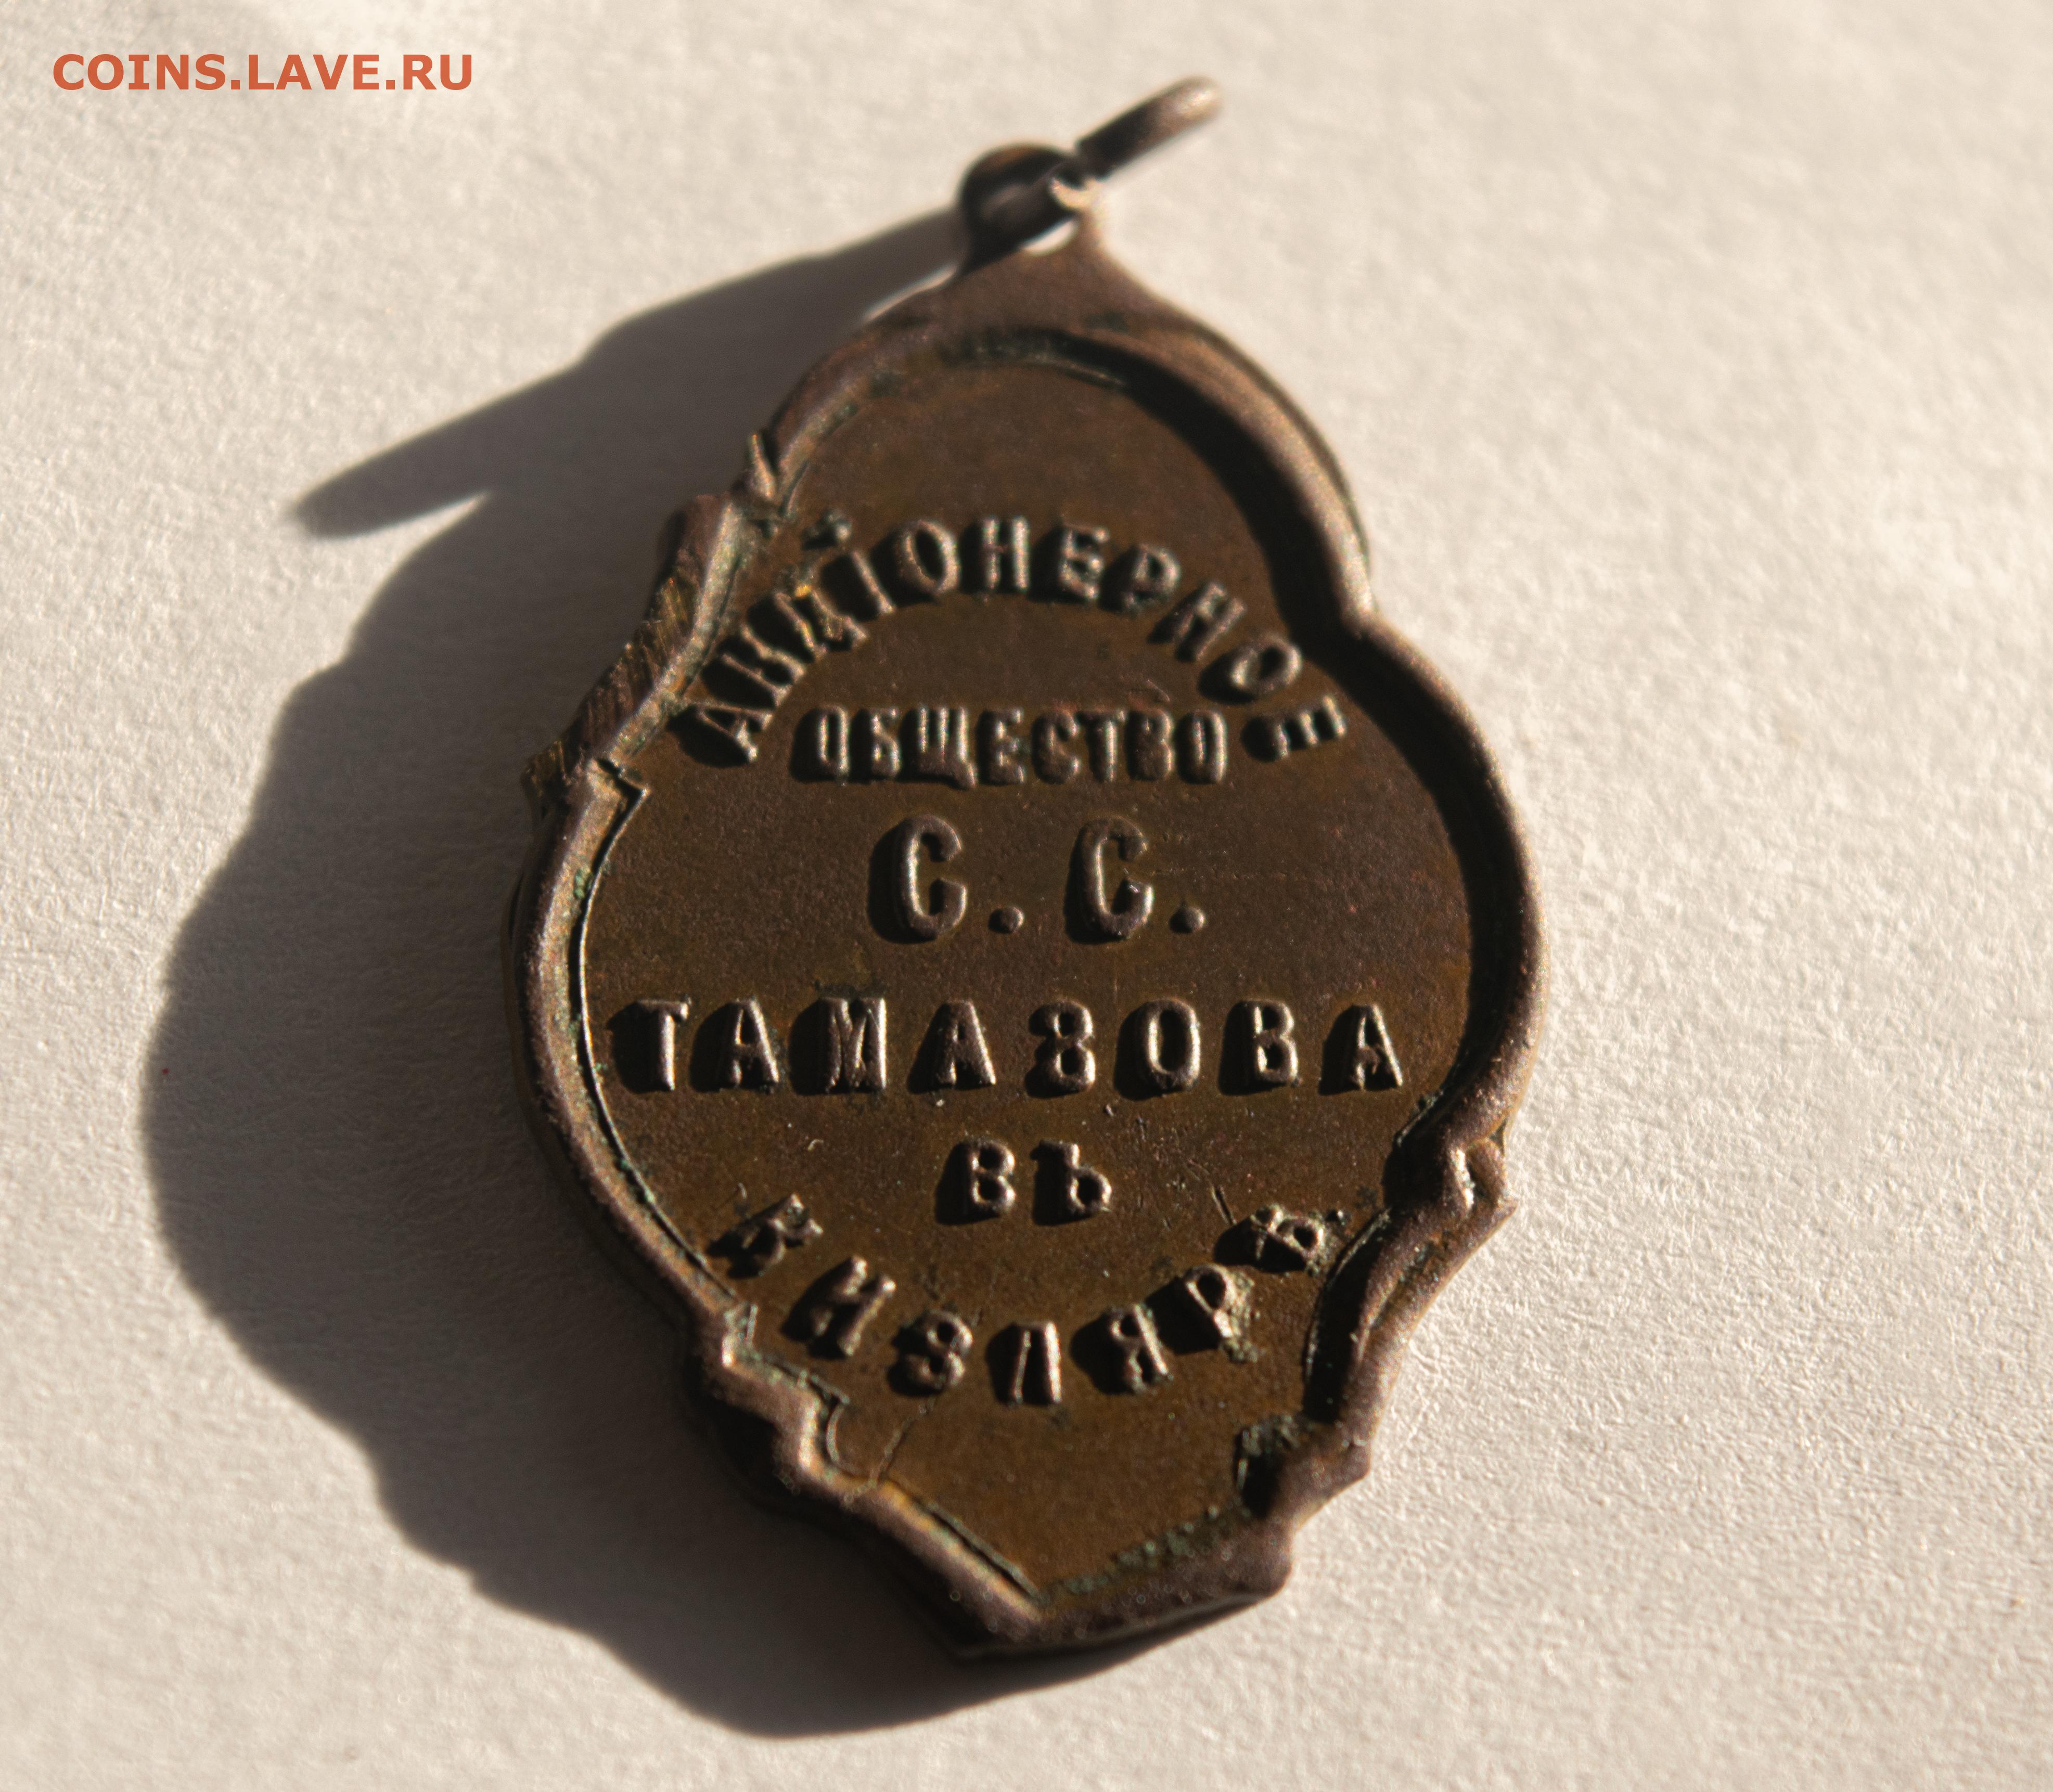 COINS.LAVE.RU
АКЦІОНЕРНОЕ
ОБЩЕСТВО
С. С.
ТАМАЗОВА
ВЪ
КИЗЛЯРѢ